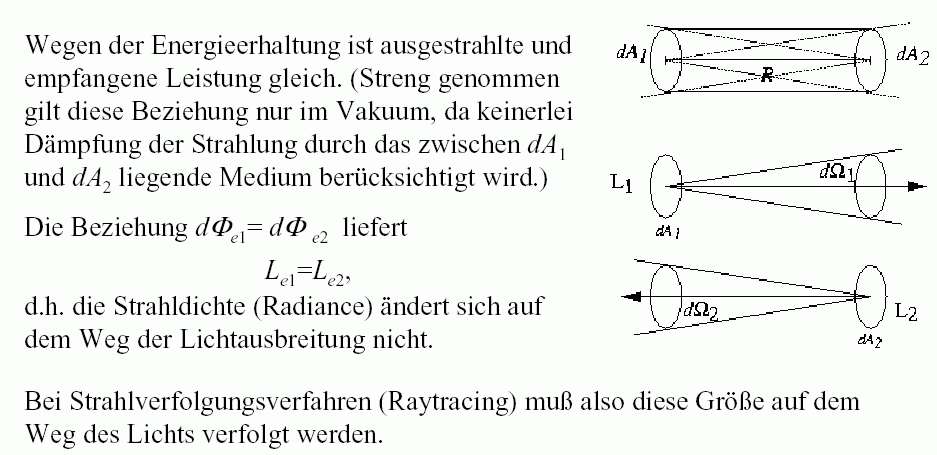 Wegen der Energieerhaltung ist ausgestrahlte und
empfangene Leistung gleich. (Streng genommen
gilt diese Beziehung nur im Vakuum, da keinerlei
Dämpfung der Strahlung durch das zwischen dA₁
und dA₂ liegende Medium berücksichtigt wird.)
Die Beziehung dΦₑ₁= dΦ ₑ₂ liefert
Lₑ₁=Lₑ₂,
d.h. die Strahldichte (Radiance) ändert sich auf
dem Weg der Lichtausbreitung nicht.
Bei Strahlverfolgungsverfahren (Raytracing) muß also diese Größe auf dem
Weg des Lichts verfolgt werden.
dA₁
dA₂
R
L₁
dΩ₁
dA₁
dΩ₂
L₂
dA₂